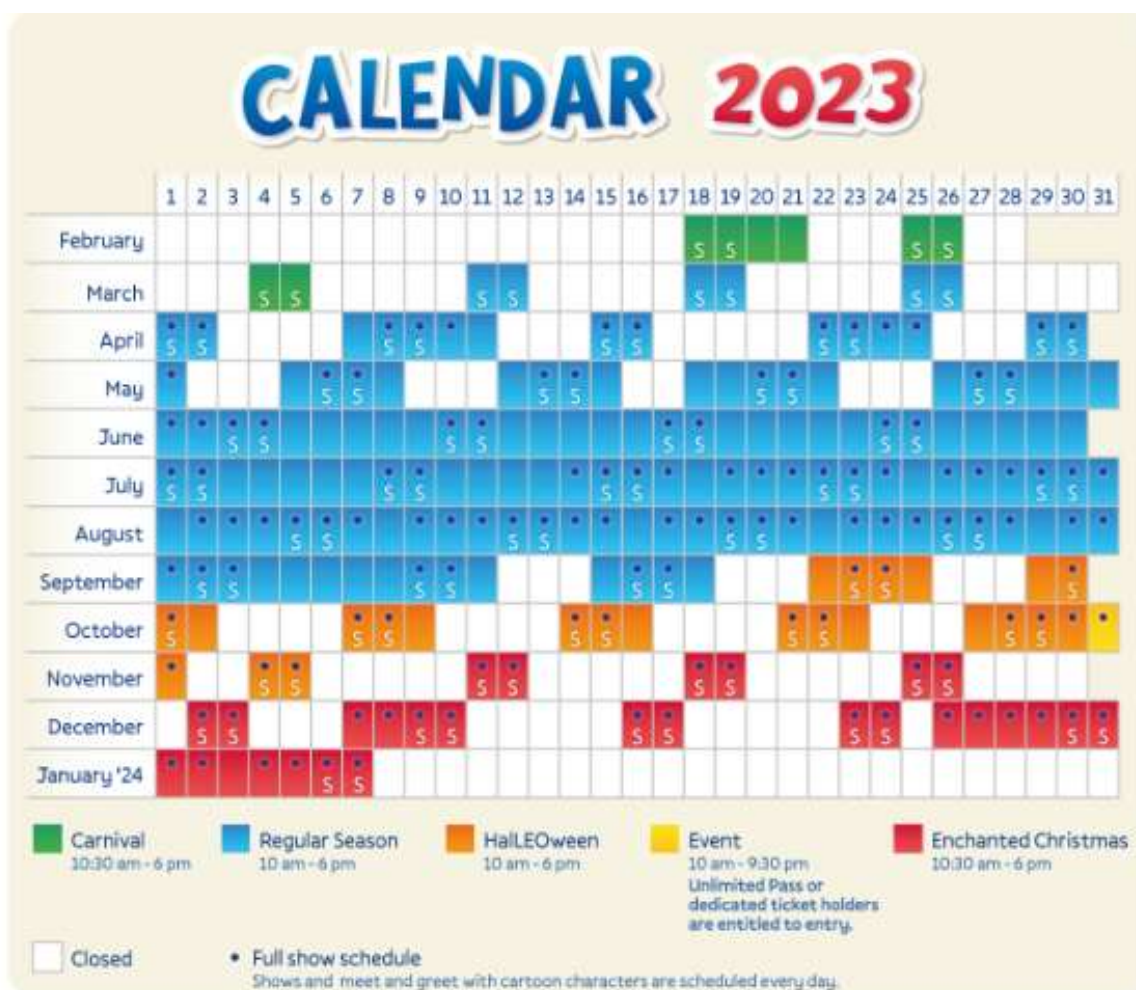 CALENDAR 2023
1 2 3 4 5 6 7 8 9 10 11 12 13 14 15 16 17 18 19 20 21 22 23 24 25 26 27 28 29 30 31
February S S S S
March S S S S S S S S
April S S S S S S S S S S
May S S S S S S S S
June S S S S S S S S
July S S S S S S S S S S
August S S S S S S S S
September S S S S S S S S S
October S S S S S S S S S
November S S S S S S S S
December S S S S S S S S S S
January '24 S S
Carnival Regular Season HalLEOween Event Enchanted Christmas
10:30 am - 6 pm 10 am - 6 pm 10 am - 6 pm 10 am - 9:30 pm 10:30 am - 6 pm
Unlimited Pass or
dedicated ticket holders
are entitled to entry.
Closed • Full show schedule
Shows and meet and greet with cartoon characters are scheduled every day.